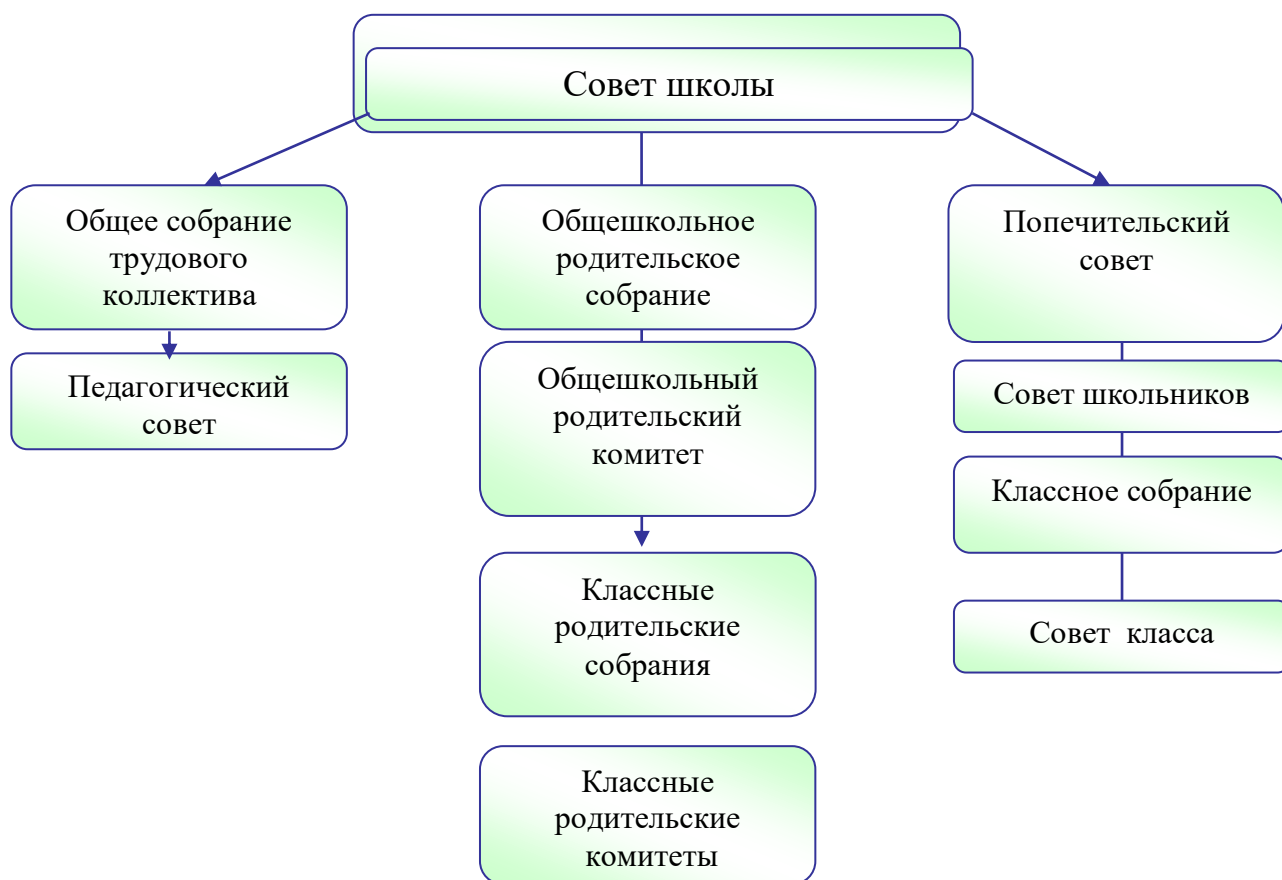 Совет школы
Общее собрание
трудового
коллектива
Педагогический
совет
Общешкольное
родительское
собрание
Общешкольный
родительский
комитет
Классные
родительские
собрания
Классные
родительские
комитеты
Попечительский
совет
Совет школьников
Классное собрание
Совет  класса